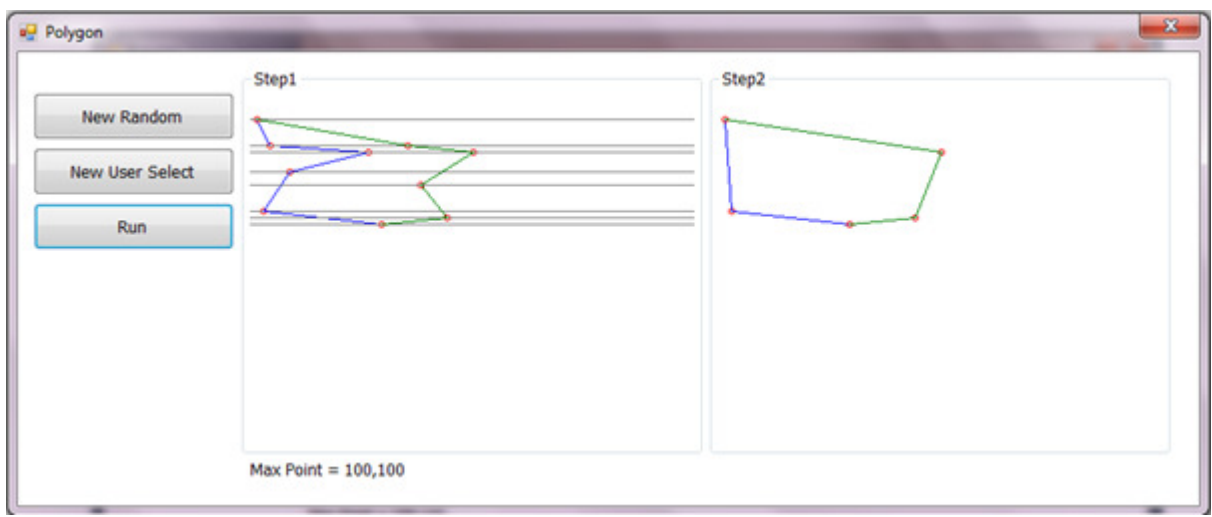 Polygon
Step1
Step2
New Random
New User Select
Run
Max Point = 100,100